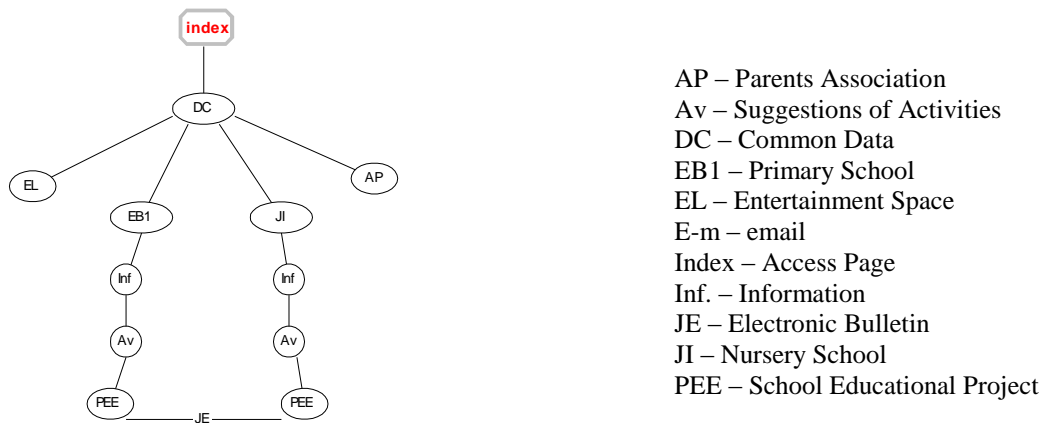 index
DC
EL
AP
EB1
JI
Inf
Inf
Av
Av
PEE
PEE
JE
AP – Parents Association
Av – Suggestions of Activities
DC – Common Data
EB1 – Primary School
EL – Entertainment Space
E-m – email
Index – Access Page
Inf. – Information
JE – Electronic Bulletin
JI – Nursery School
PEE – School Educational Project